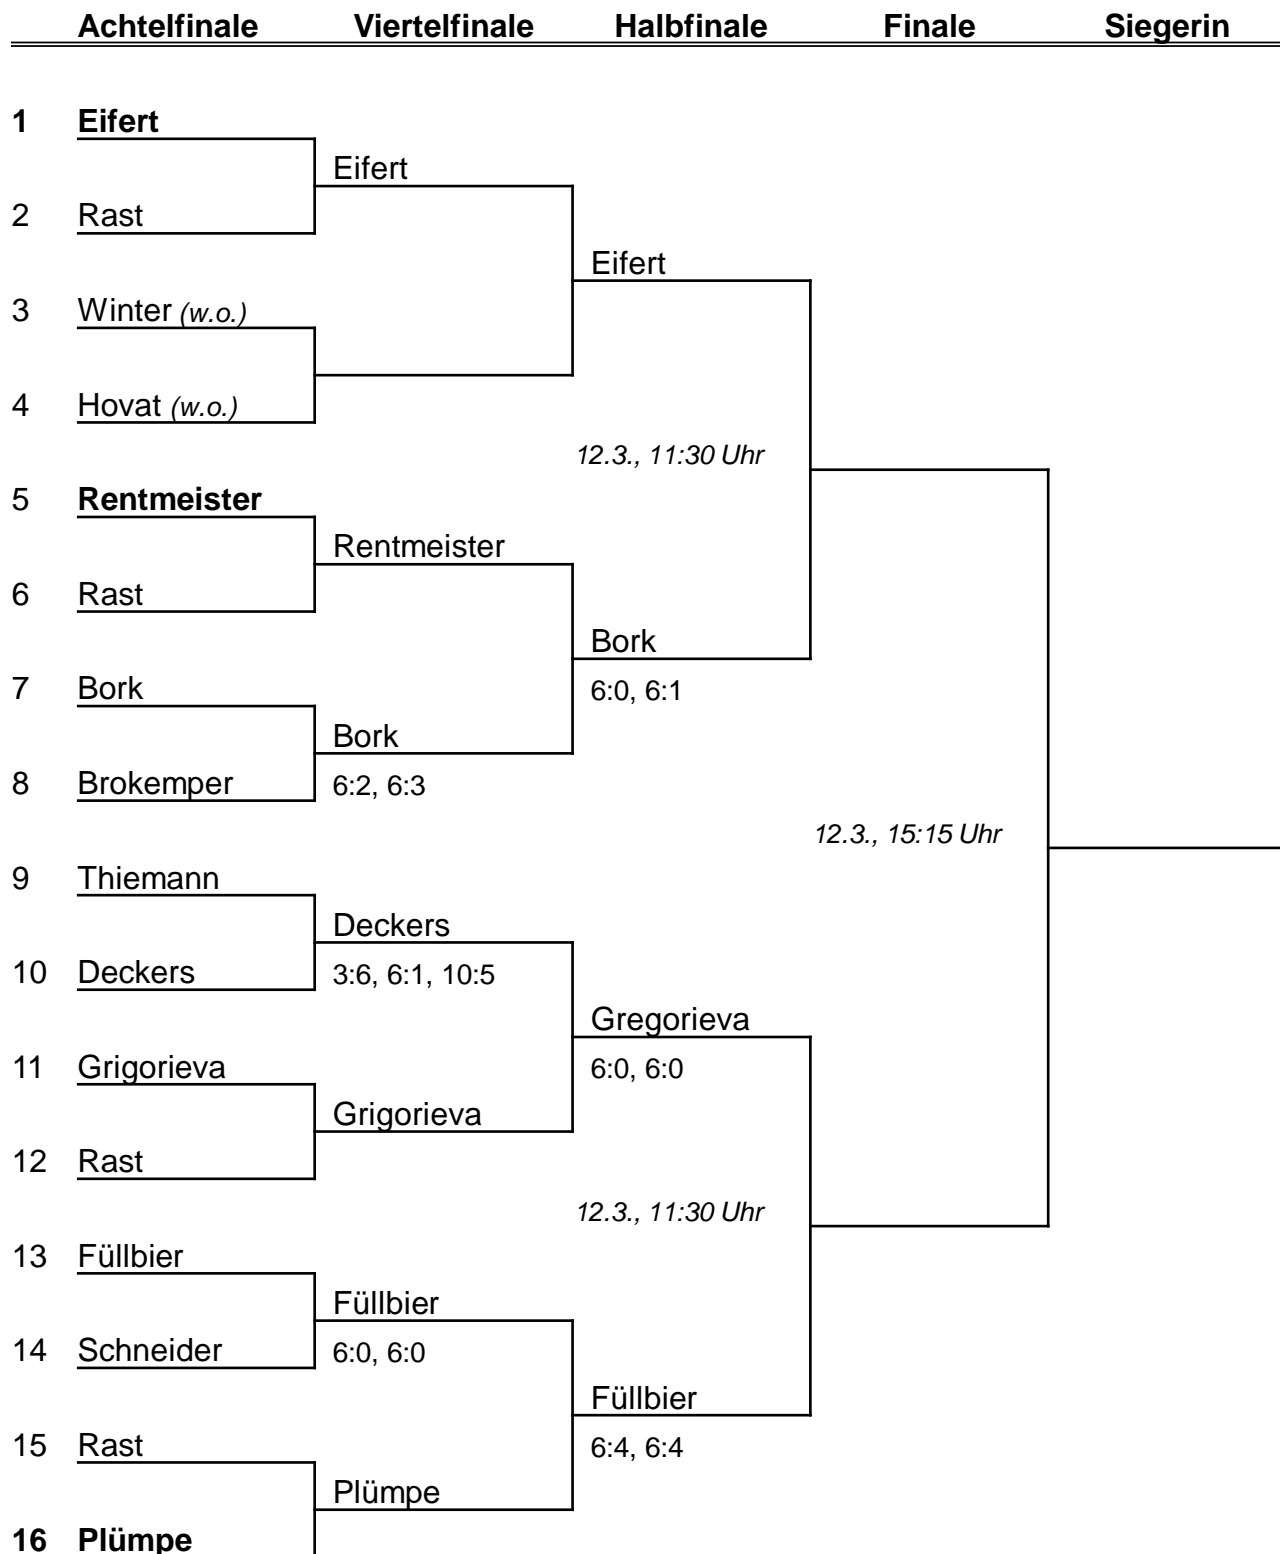 Achtelfinale Viertelfinale Halbfinale Finale Siegerin
1 Eifert
Eifert
2 Rast
Eifert
3 Winter (w.o.)
4 Hovat (w.o.)
12.3., 11:30 Uhr
5 Rentmeister
Rentmeister
6 Rast
Bork
7 Bork 6:0, 6:1
Bork
8 Brokemper 6:2, 6:3
12.3., 15:15 Uhr
9 Thiemann
Deckers
10 Deckers 3:6, 6:1, 10:5
Gregorieva
11 Grigorieva 6:0, 6:0
Grigorieva
12 Rast
12.3., 11:30 Uhr
13 Füllbier
Füllbier
14 Schneider 6:0, 6:0
Füllbier
15 Rast 6:4, 6:4
Plümpe
16 Plümpe